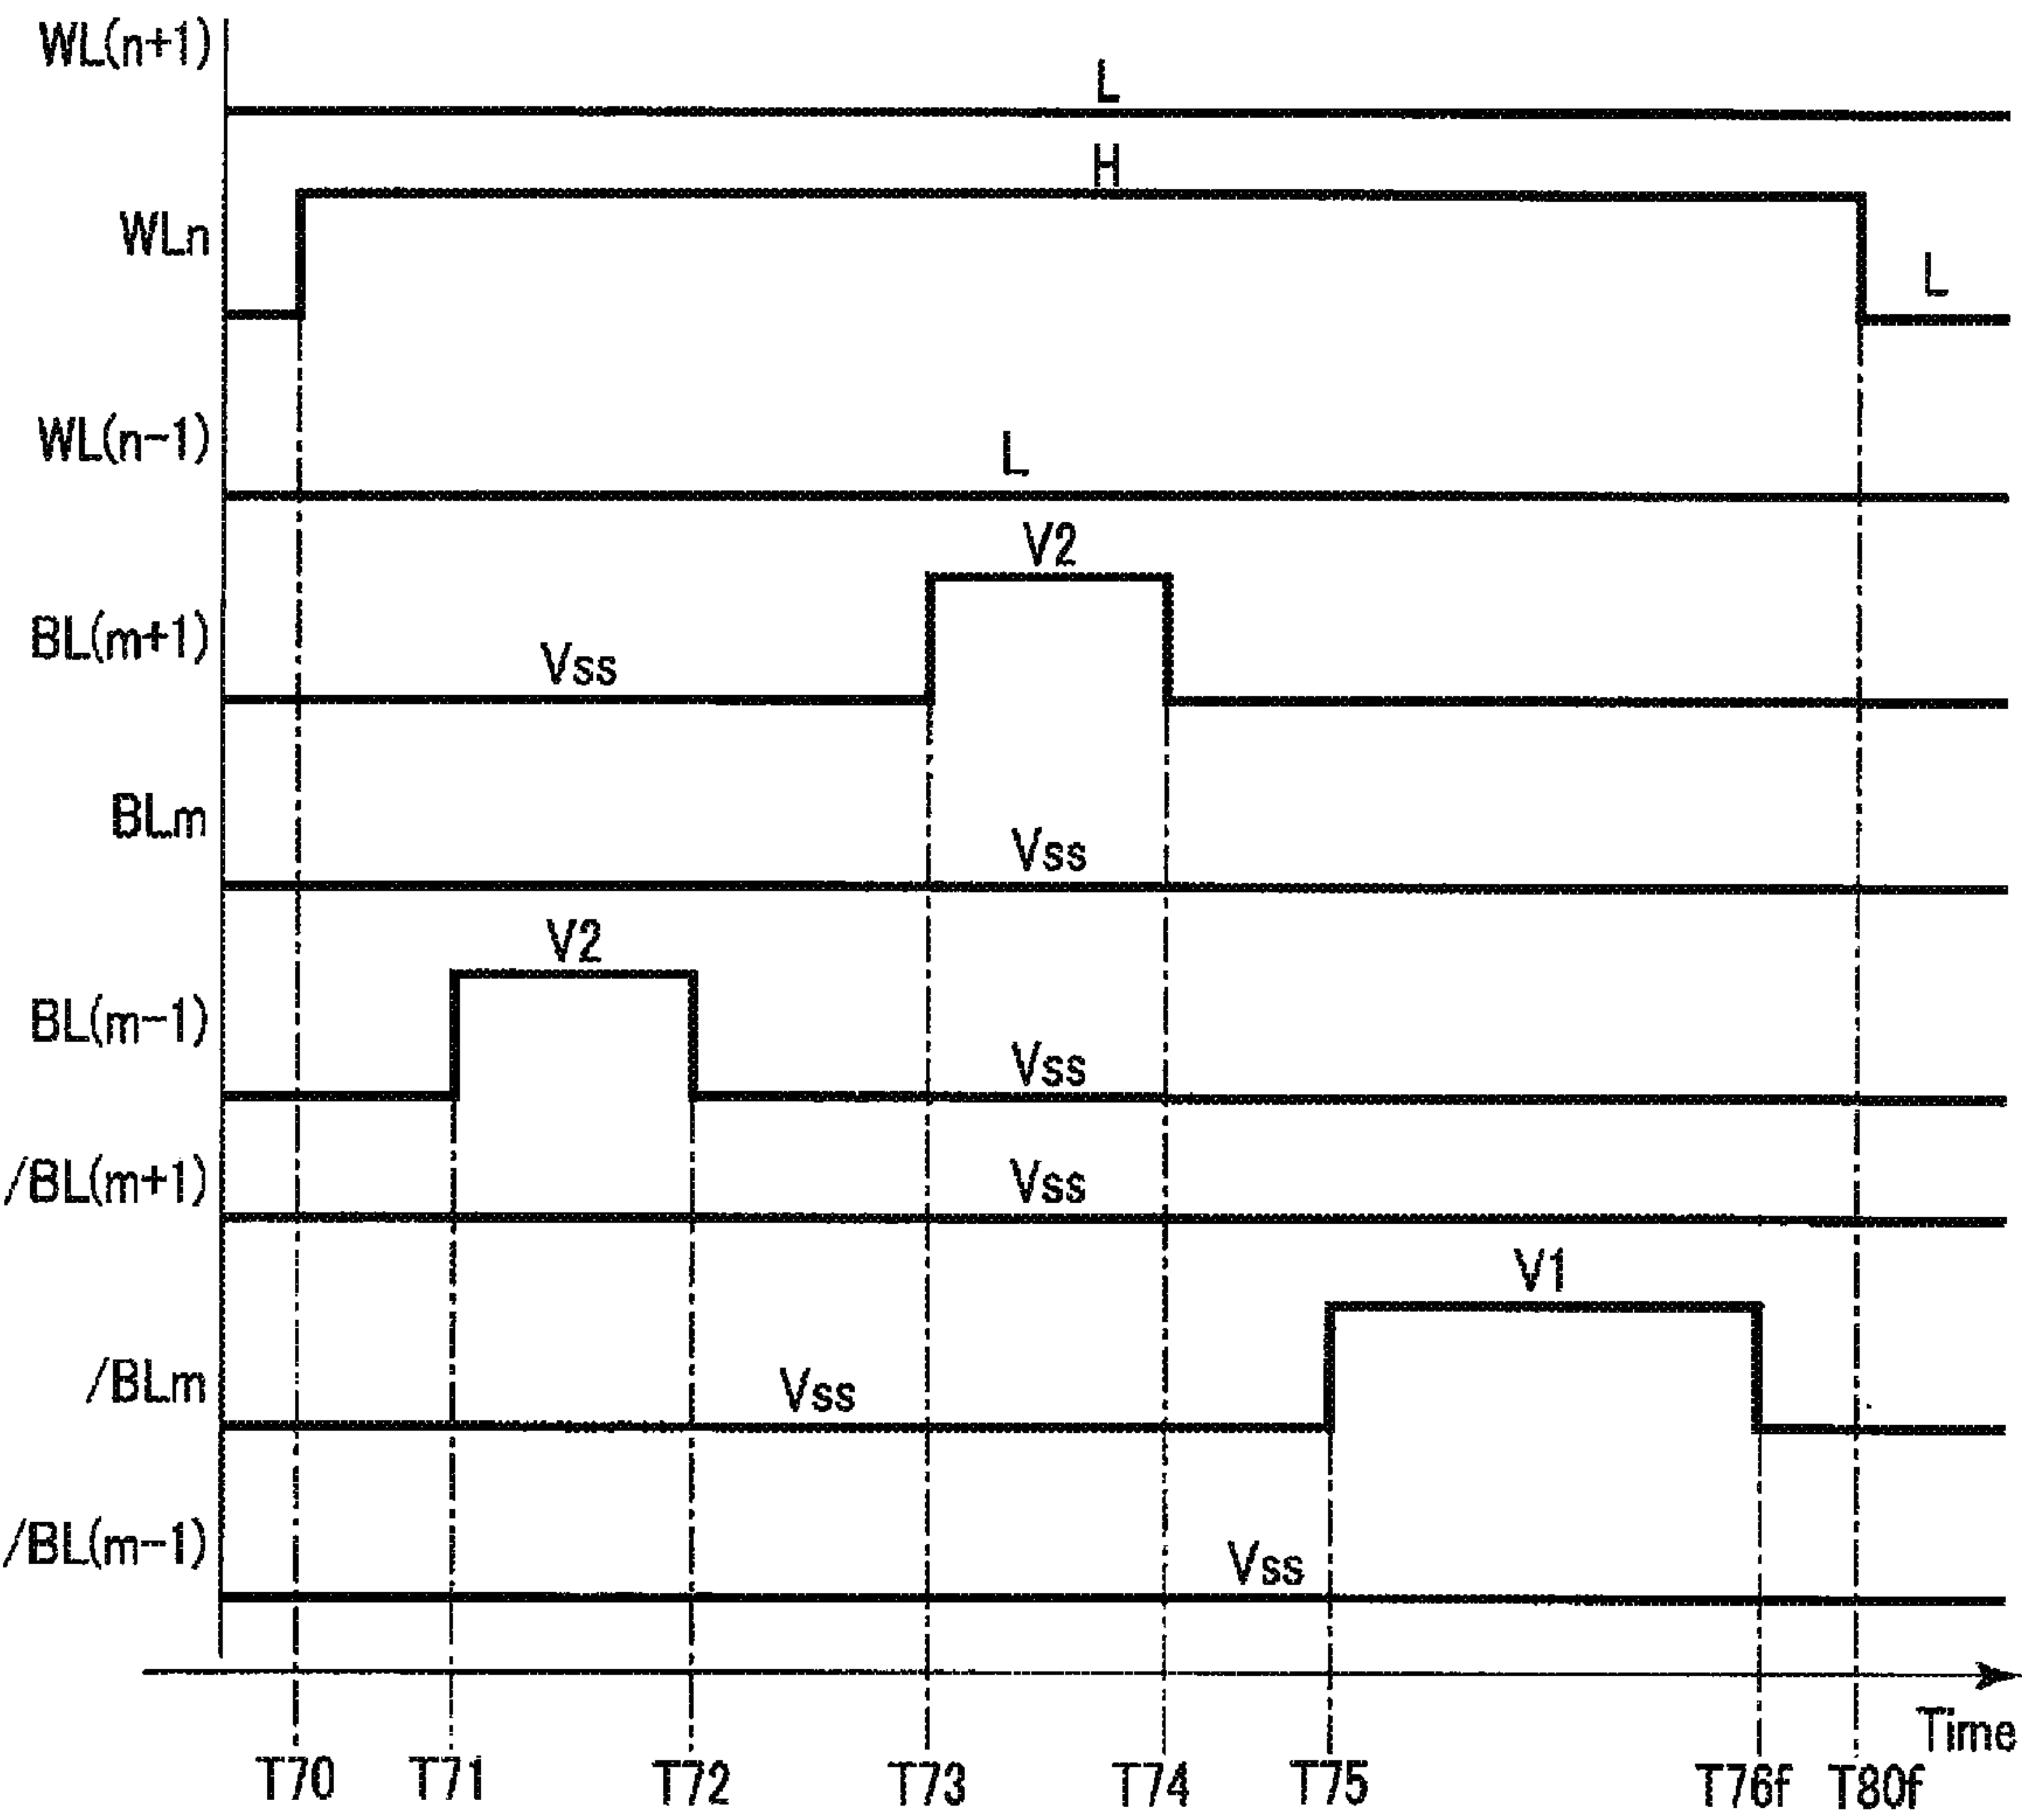 WL(n+1)
L
H
WLn
L
WL(n-1)
L
V2
BL(m+1)
Vss
BLm
Vss
V2
BL(m-1)
Vss
/BL(m+1)
Vss
V1
/BLm
Vss
/BL(m-1)
Vss
Time
T70 T71 T72 T73 T74 T75 T76f T80f